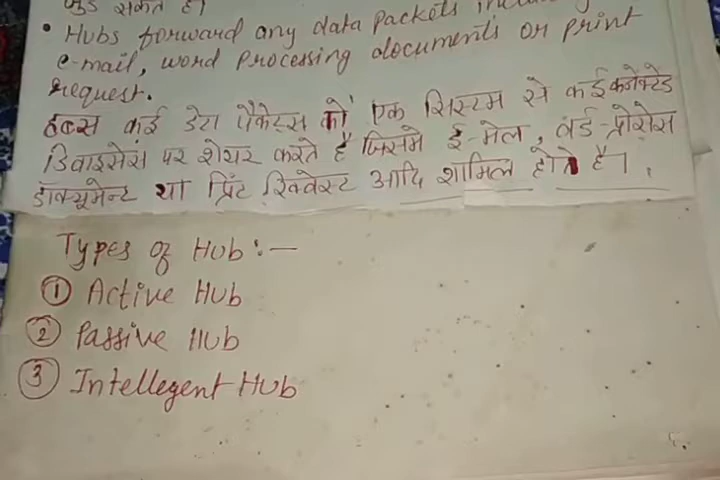 जुड़ सकते है।
• Hubs forward any data packets
e-mail, word processing documents or print
request.
हब्स कई डेटा पैकेट्स को एक सिस्टम से कई कनेक्टेड
डिवाइसेस पर शेयर करते है जिसमे ई-मेल, वर्ड-प्रोसेस
डॉक्यूमेन्ट या प्रिंट रिक्वेस्ट आदि शामिल होते है।
Types of Hub:—
① Active Hub
② Passive Hub
③ Intellegent Hub